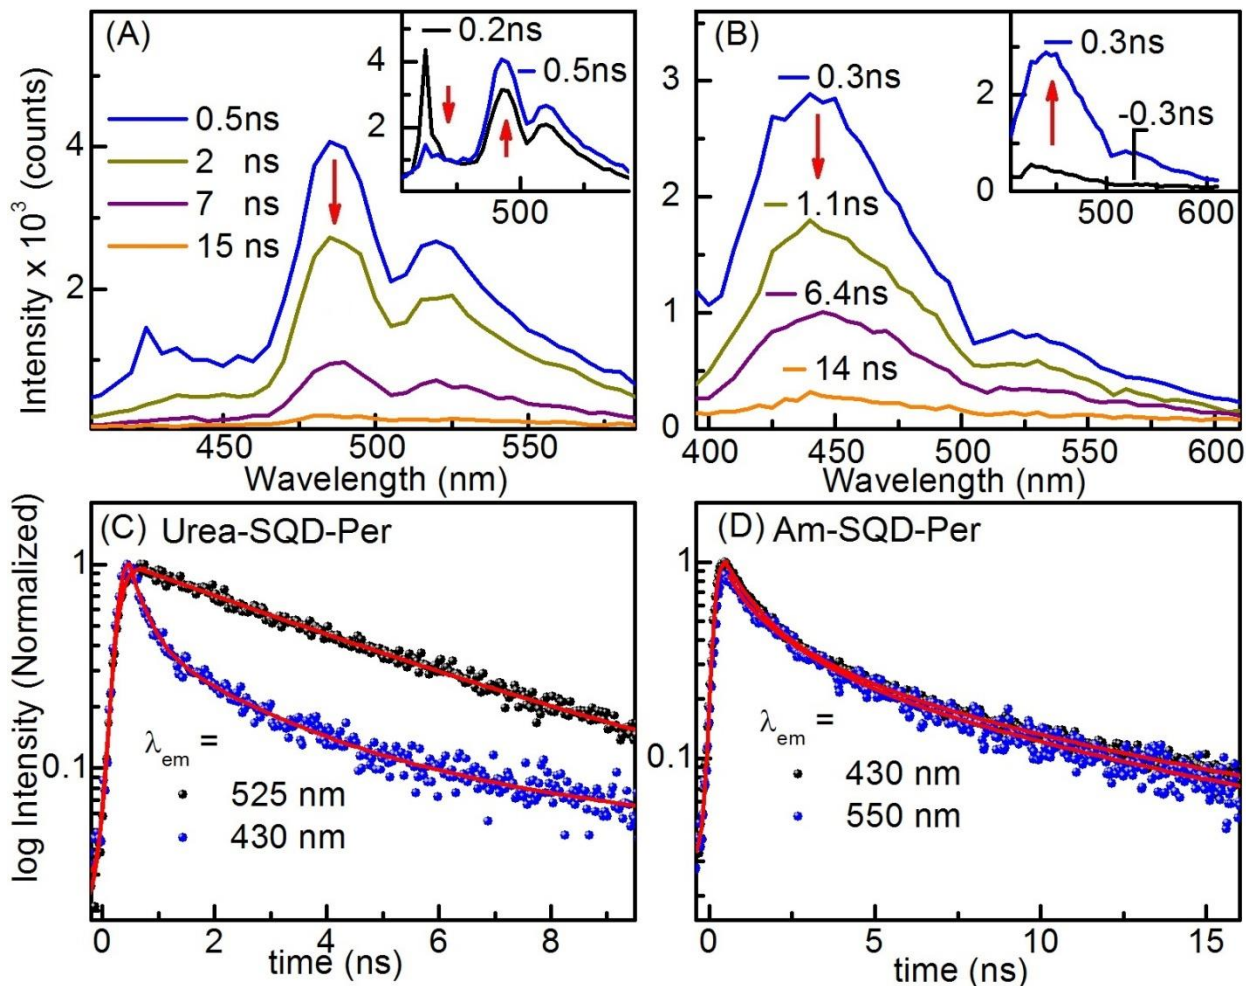 (A)
0.2ns
0.5ns
4
2
500
0.5ns
2 ns
7 ns
15 ns
4
2
450 500 550
Wavelength (nm)
Intensity x 10³ (counts)
(B)
0.3ns
1.1ns
6.4ns
14 ns
0.3ns
-0.3ns
2
0
500 600
3
2
1
0
400 450 500 550 600
Wavelength (nm)
(C) Urea-SQD-Per
1
0.1
λem =
525 nm
430 nm
0 2 4 6 8
time (ns)
log Intensity (Normalized)
(D) Am-SQD-Per
1
0.1
λem =
430 nm
550 nm
0 5 10 15
time (ns)